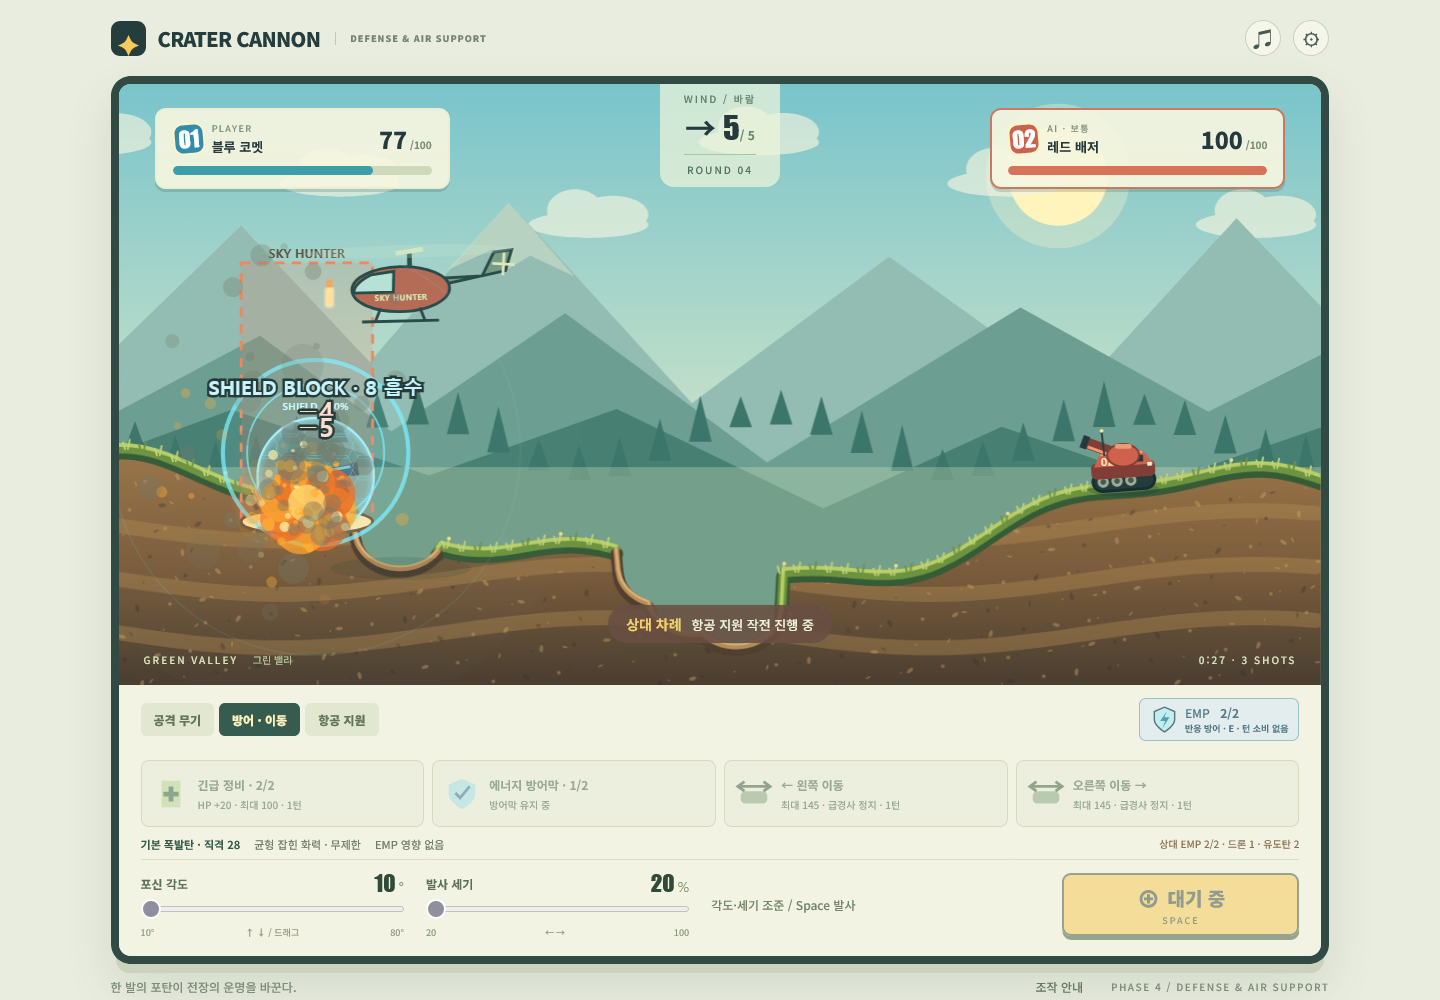 CRATER CANNON
DEFENSE & AIR SUPPORT
01
PLAYER
블루 코멧
77 /100
WIND / 바람
→ 5 / 5
ROUND 04
02
AI · 보통
레드 배저
100 /100
SKY HUNTER
SKY HUNTER
SHIELD BLOCK · 8 흡수
SHIELD
0%
−4
−5
상대 차례 항공 지원 작전 진행 중
GREEN VALLEY 그린 밸리
0:27 · 3 SHOTS
공격 무기
방어 · 이동
항공 지원
EMP 2/2
반응 방어 · E · 턴 소비 없음
긴급 정비 · 2/2
HP +20 · 최대 100 · 1턴
에너지 방어막 · 1/2
방어막 유지 중
← 왼쪽 이동
최대 145 · 급경사 정지 · 1턴
오른쪽 이동 →
최대 145 · 급경사 정지 · 1턴
기본 폭발탄 · 직격 28 균형 잡힌 화력 · 무제한 EMP 영향 없음
상대 EMP 2/2 · 드론 1 · 유도탄 2
포신 각도 10 °
10° ↑ ↓ / 드래그 80°
발사 세기 20 %
20 ←→ 100
각도·세기 조준 / Space 발사
대기 중
SPACE
한 발의 포탄이 전장의 운명을 바꾼다.
조작 안내
PHASE 4 / DEFENSE & AIR SUPPORT